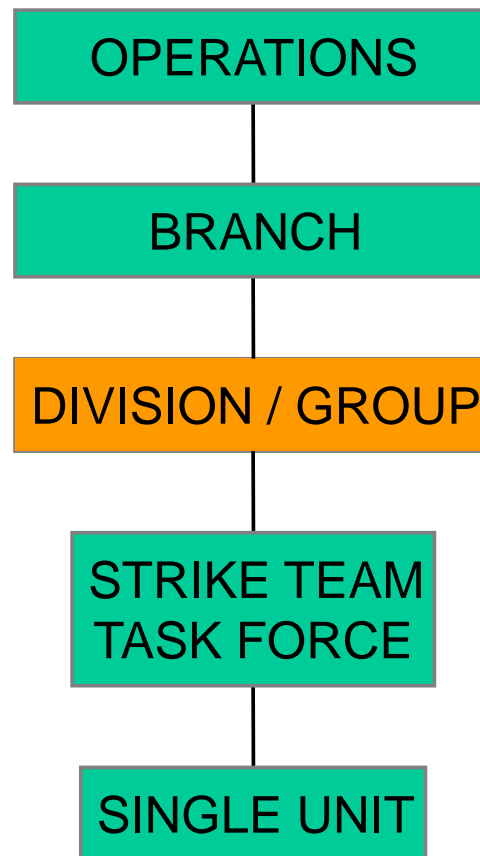 OPERATIONS
BRANCH
DIVISION / GROUP
STRIKE TEAM
TASK FORCE
SINGLE UNIT